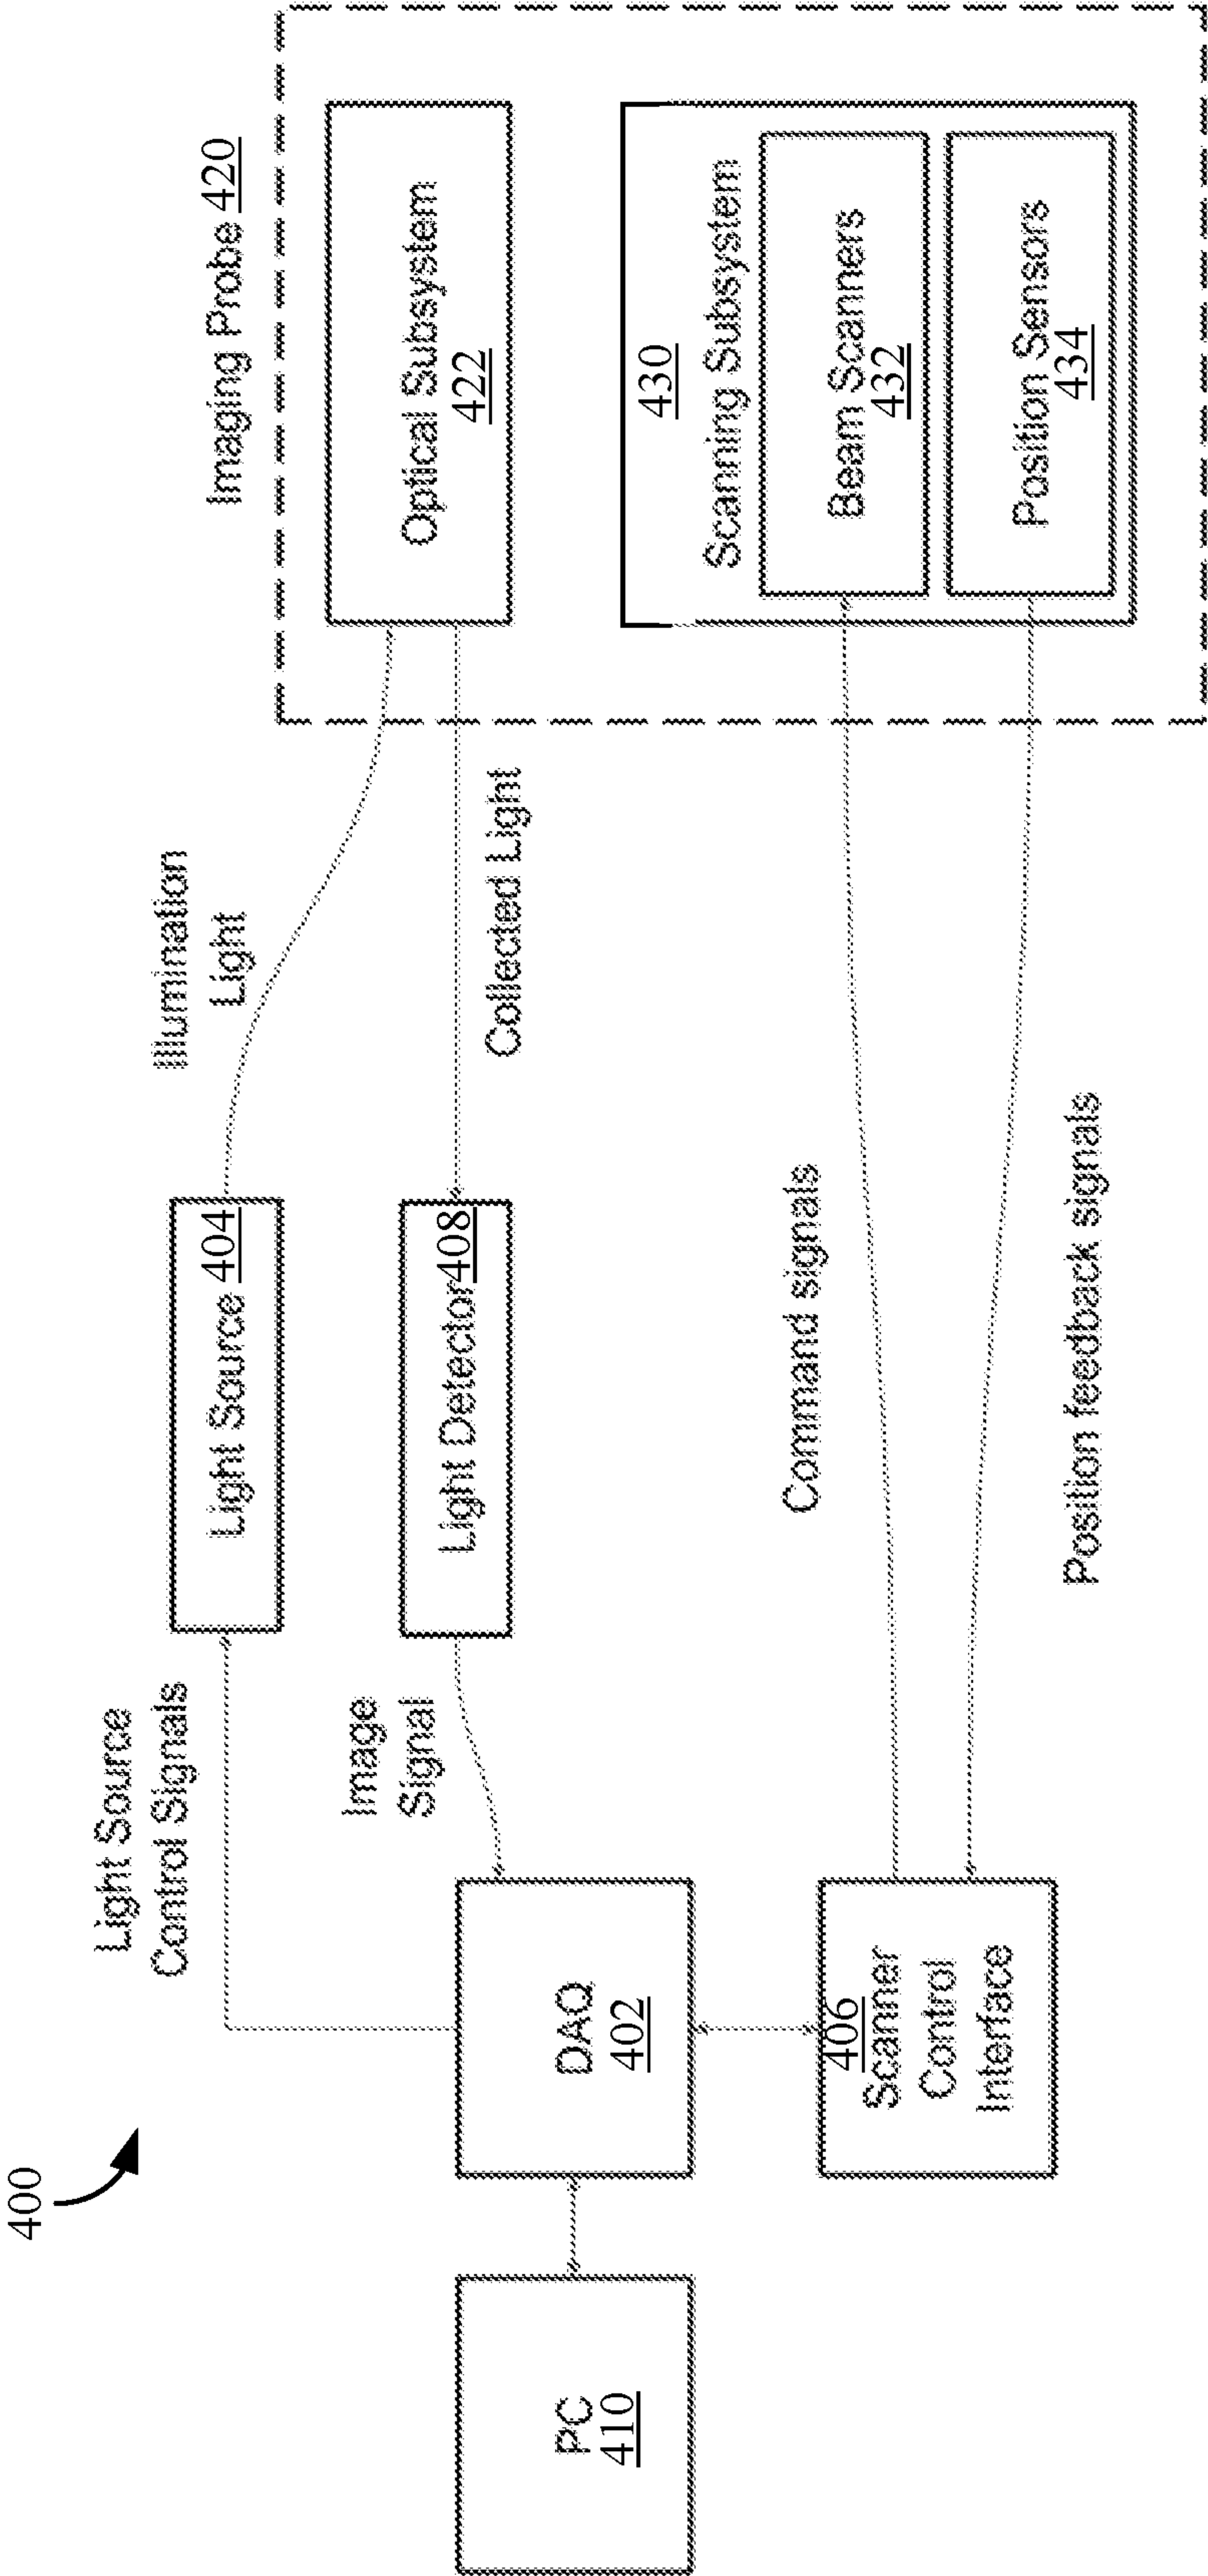 400
Light Source
Control Signals
Illumination
Light
Imaging Probe 420
Light Source 404
Optical Subsystem
422
Image
Signal
Light Detector 408
Collected Light
PC
410
DAQ
402
430
Scanning Subsystem
Command signals
Beam Scanners
432
406
Scanner
Control
Interface
Position feedback signals
Position Sensors
434